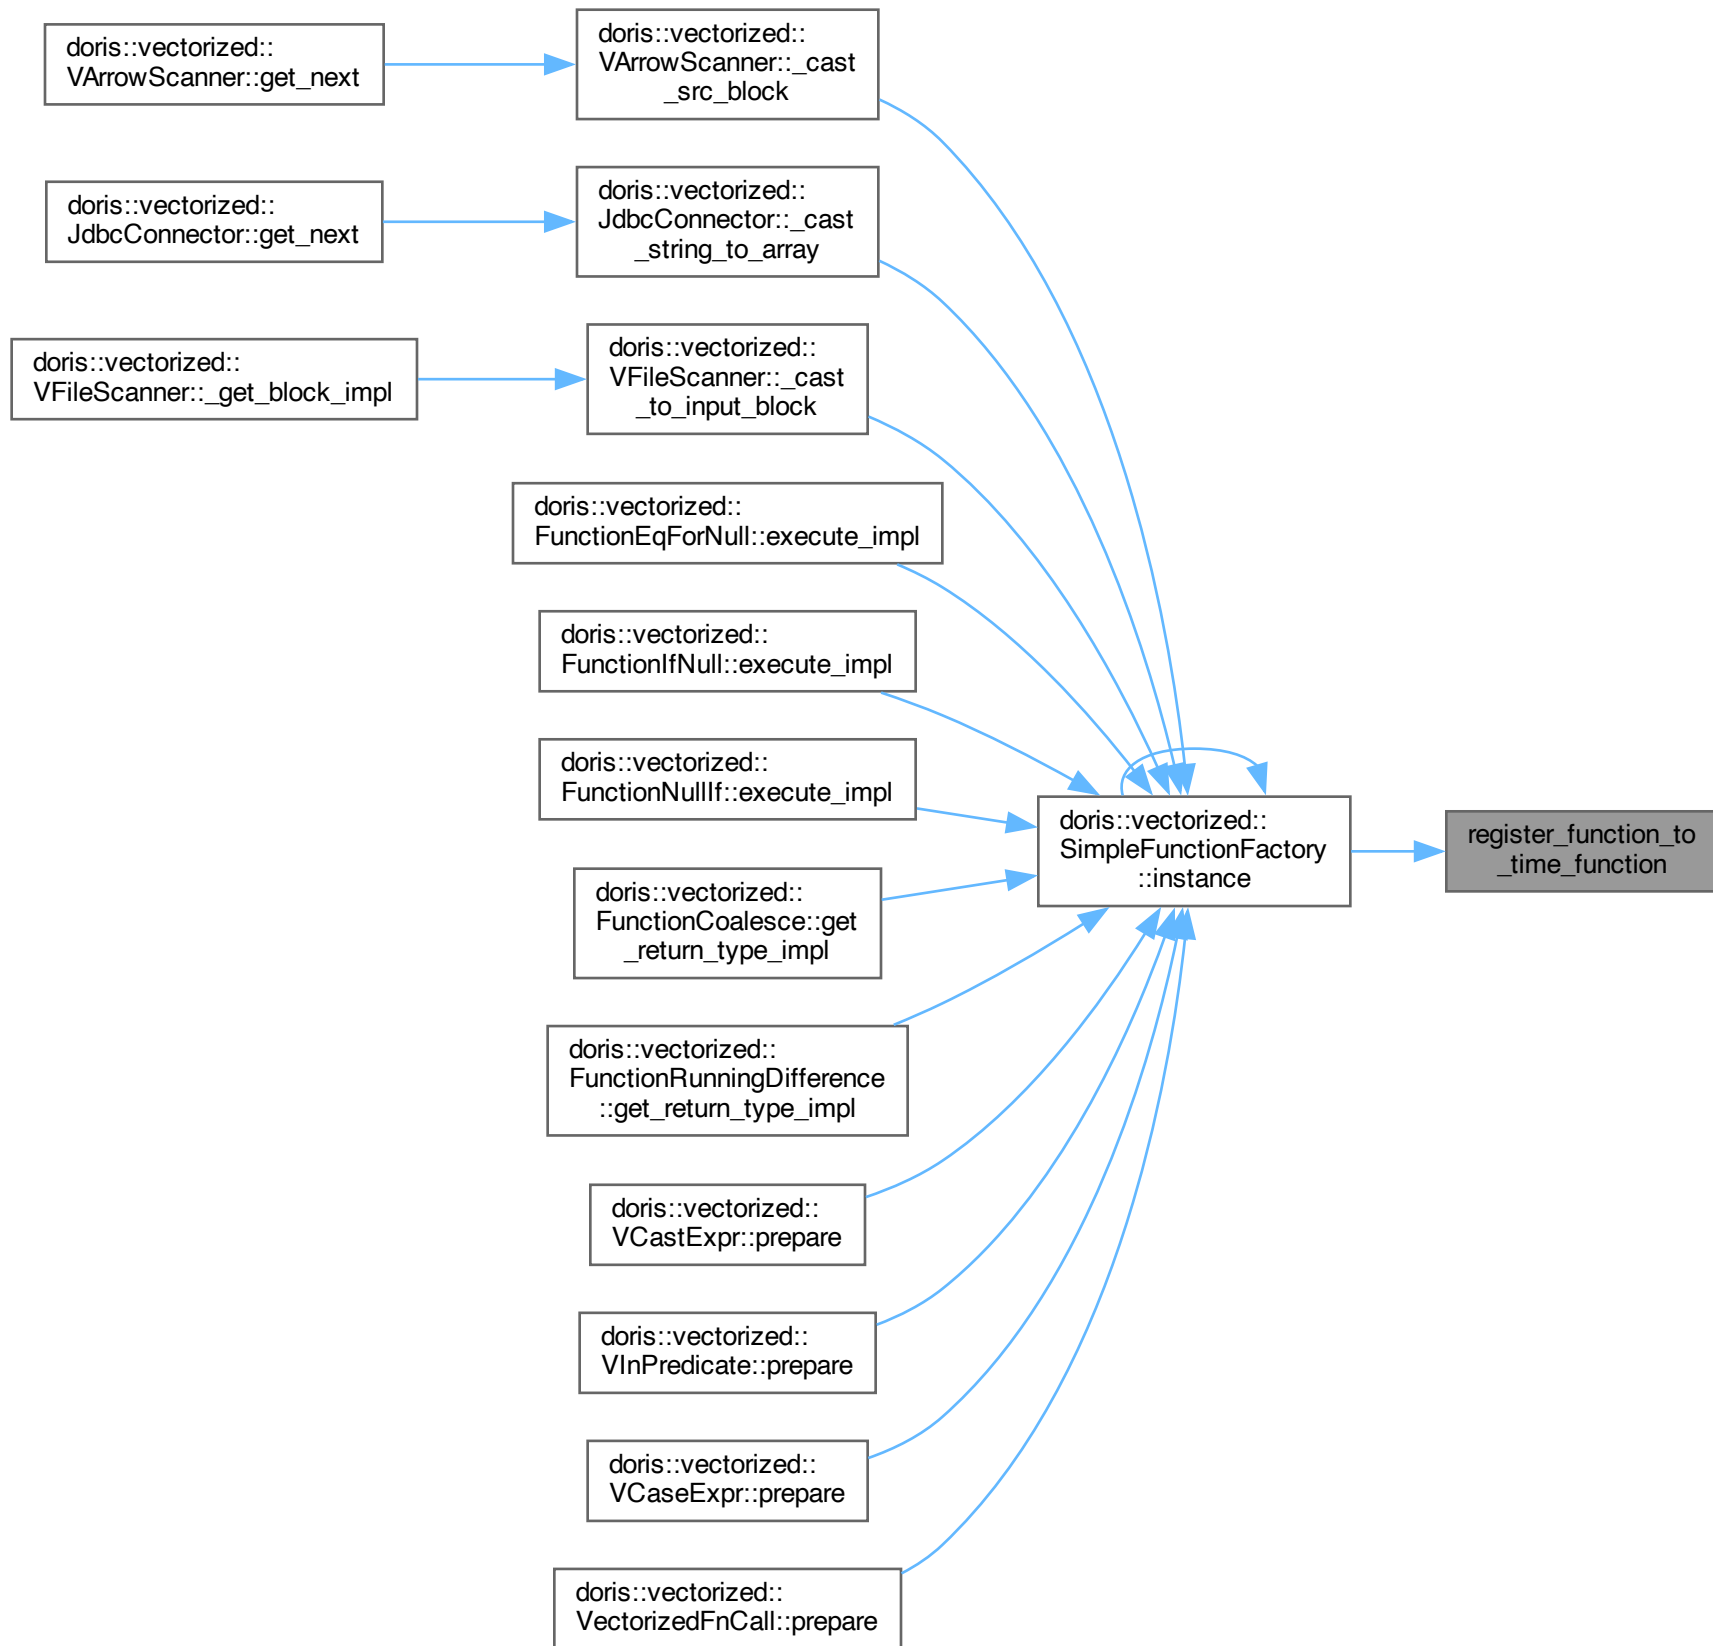 doris::vectorized::
VArrowScanner::get_next
doris::vectorized::
VArrowScanner::_cast
_src_block
doris::vectorized::
JdbcConnector::get_next
doris::vectorized::
JdbcConnector::_cast
_string_to_array
doris::vectorized::
VFileScanner::_get_block_impl
doris::vectorized::
VFileScanner::_cast
_to_input_block
doris::vectorized::
FunctionEqForNull::execute_impl
doris::vectorized::
FunctionIfNull::execute_impl
doris::vectorized::
FunctionNullIf::execute_impl
doris::vectorized::
SimpleFunctionFactory
::instance
register_function_to
_time_function
doris::vectorized::
FunctionCoalesce::get
_return_type_impl
doris::vectorized::
FunctionRunningDifference
::get_return_type_impl
doris::vectorized::
VCastExpr::prepare
doris::vectorized::
VInPredicate::prepare
doris::vectorized::
VCaseExpr::prepare
doris::vectorized::
VectorizedFnCall::prepare